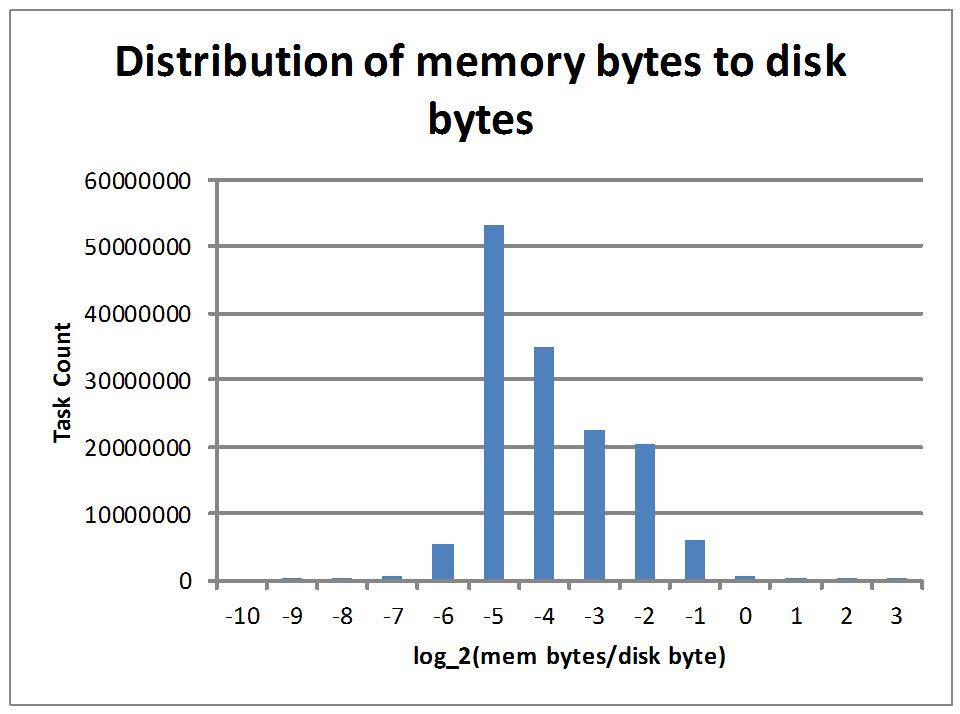 Distribution of memory bytes to disk
bytes
60000000
50000000
40000000
30000000
20000000
10000000
0
Task Count
-10 -9 -8 -7 -6 -5 -4 -3 -2 -1 0 1 2 3
log_2(mem bytes/disk byte)